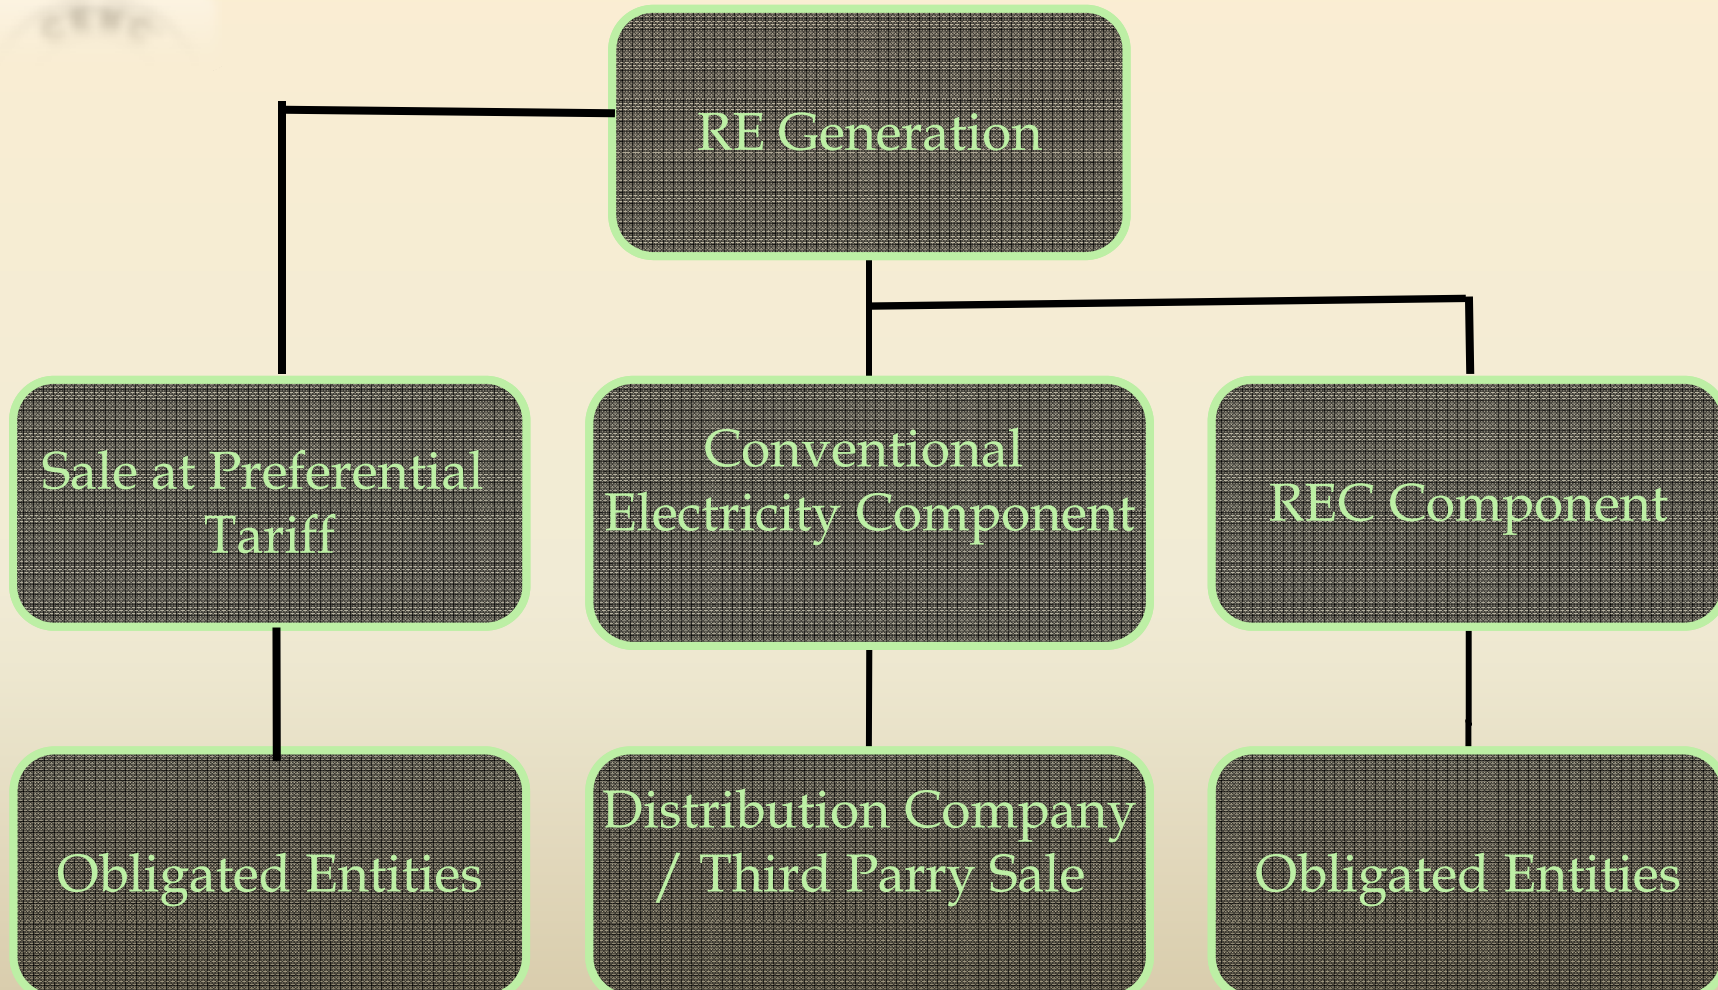 RE Generation
Sale at Preferential
Tariff
Conventional
Electricity Component
REC Component
Obligated Entities
Distribution Company
/ Third Parry Sale
Obligated Entities